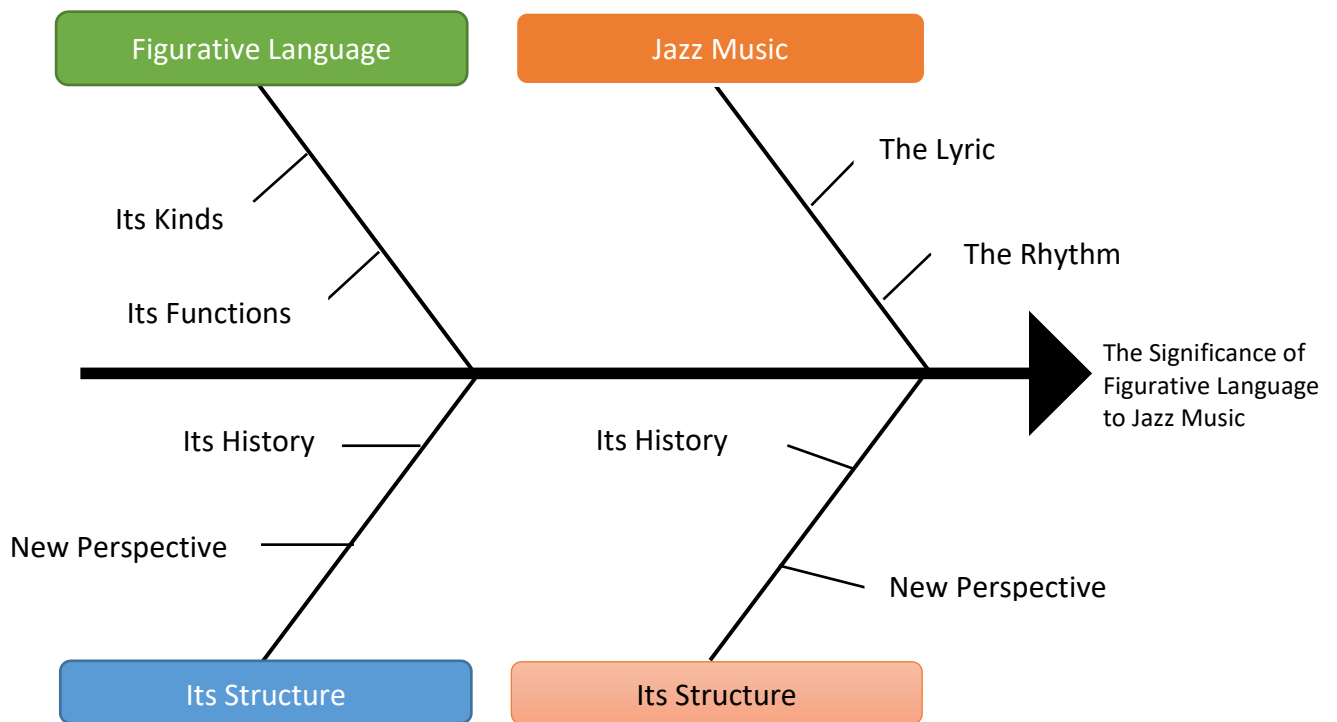 Figurative Language
Jazz Music
The Lyric
Its Kinds
The Rhythm
Its Functions
The Significance of
Figurative Language
to Jazz Music
Its History
Its History
New Perspective
New Perspective
Its Structure
Its Structure